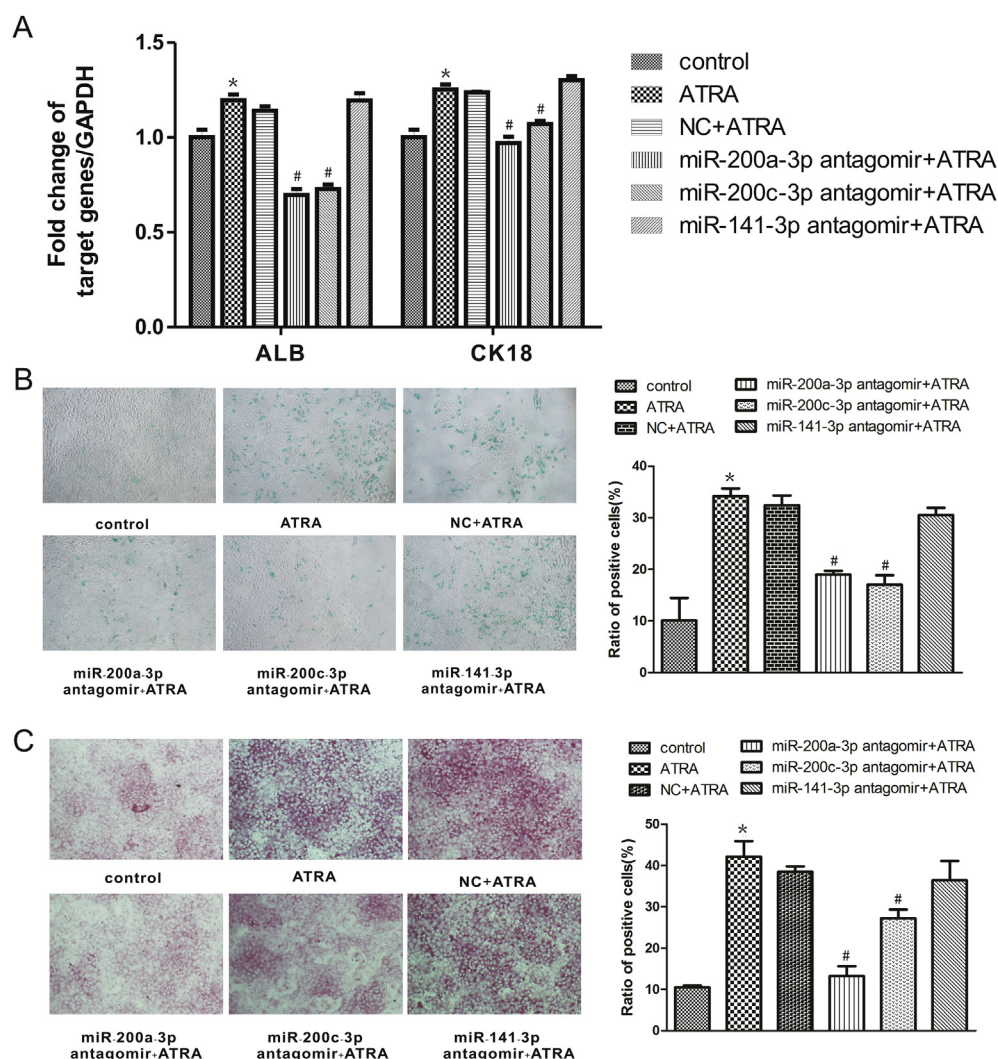 A
Fold change of
target genes/GAPDH
1.5
1.0
0.5
0.0
*
#
#
*
#
#
ALB
CK18
control
ATRA
NC+ATRA
miR-200a-3p antagomir+ATRA
miR-200c-3p antagomir+ATRA
miR-141-3p antagomir+ATRA
B
control
ATRA
NC+ATRA
miR-200a-3p
antagomir+ATRA
miR-200c-3p
antagomir+ATRA
miR-141-3p
antagomir+ATRA
control
ATRA
NC+ATRA
miR-200a-3p antagomir+ATRA
miR-200c-3p antagomir+ATRA
miR-141-3p antagomir+ATRA
Ratio of positive cells(%)
40
30
20
10
0
*
#
#
C
control
ATRA
NC+ATRA
miR-200a-3p
antagomir+ATRA
miR-200c-3p
antagomir+ATRA
miR-141-3p
antagomir+ATRA
control
ATRA
NC+ATRA
miR-200a-3p antagomir+ATRA
miR-200c-3p antagomir+ATRA
miR-141-3p antagomir+ATRA
Ratio of positive cells(%)
50
40
30
20
10
0
*
#
#